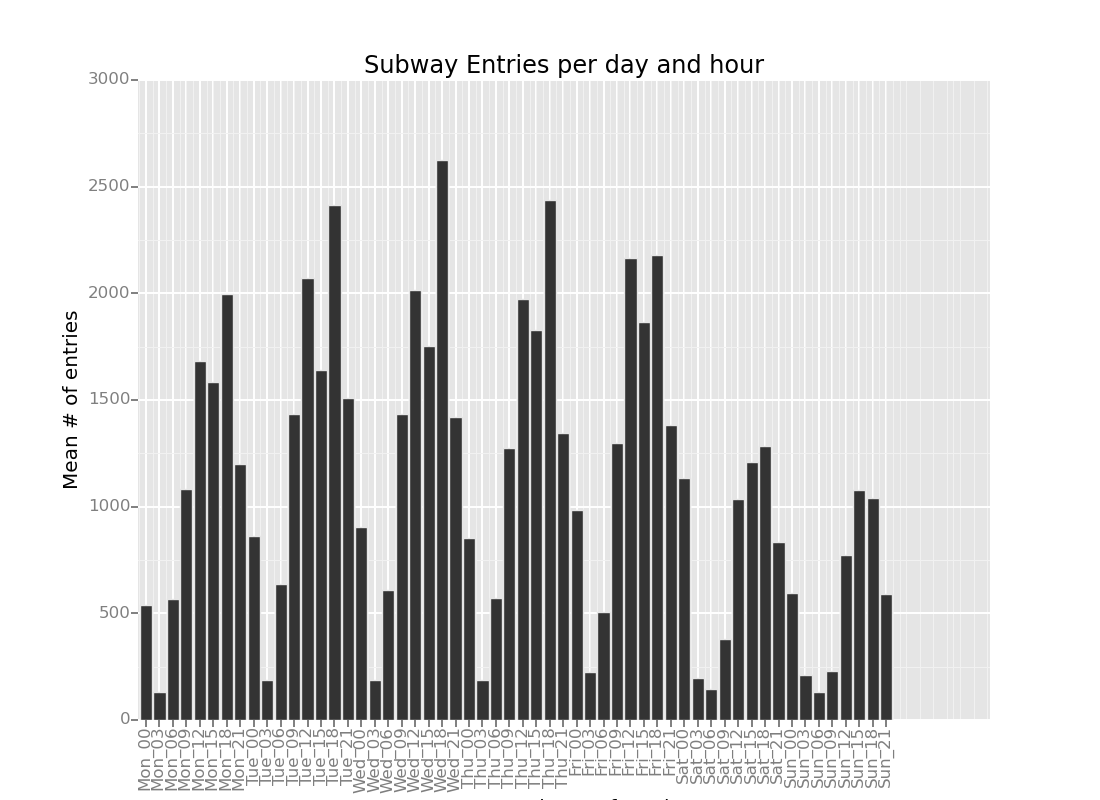 Subway Entries per day and hour
3000
2500
2000
1500
1000
500
0
Mean # of entries
Mon_00
Mon_03
Mon_06
Mon_09
Mon_12
Mon_15
Mon_18
Mon_21
Tue_00
Tue_03
Tue_06
Tue_09
Tue_12
Tue_15
Tue_18
Tue_21
Wed_00
Wed_03
Wed_06
Wed_09
Wed_12
Wed_15
Wed_18
Wed_21
Thu_00
Thu_03
Thu_06
Thu_09
Thu_12
Thu_15
Thu_18
Thu_21
Fri_00
Fri_03
Fri_06
Fri_09
Fri_12
Fri_15
Fri_18
Fri_21
Sat_00
Sat_03
Sat_06
Sat_09
Sat_12
Sat_15
Sat_18
Sat_21
Sun_00
Sun_03
Sun_06
Sun_09
Sun_12
Sun_15
Sun_18
Sun_21